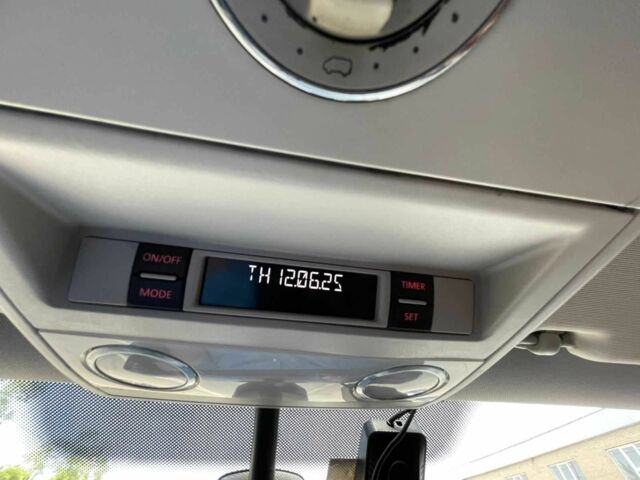 ON/OFF
MODE
TH 12.06.25
TIMER
SET